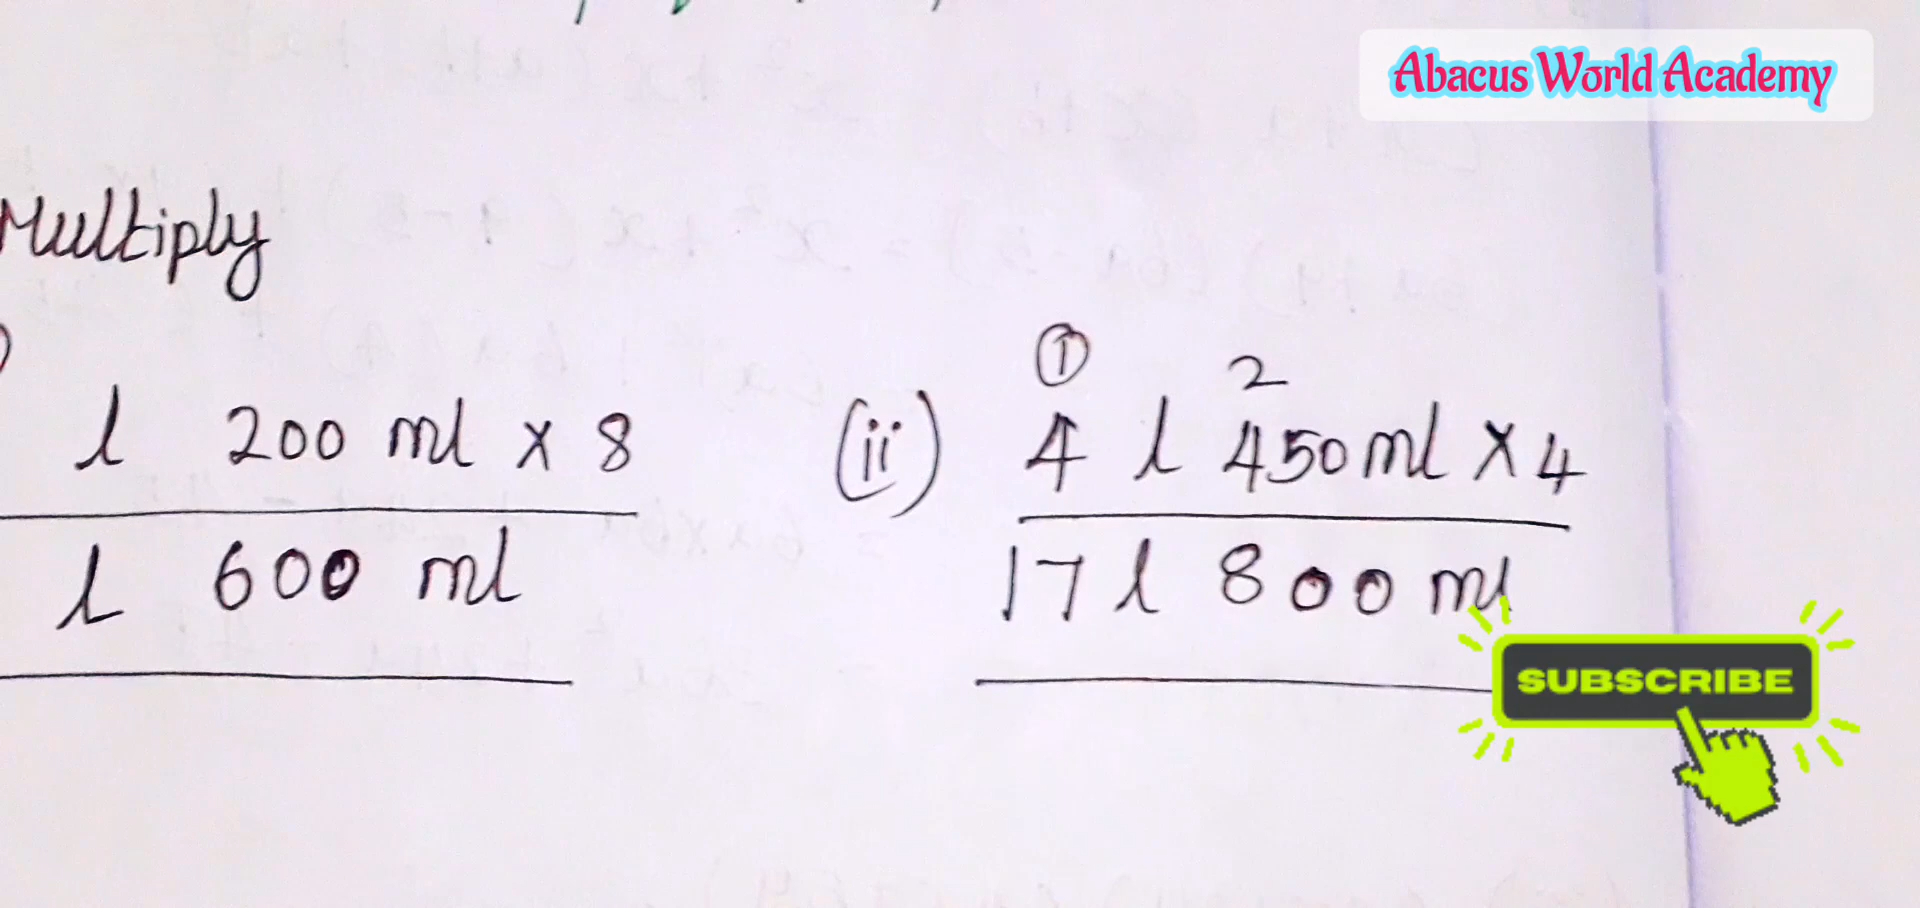 Abacus World Academy
Multiply
①
2
l 200 ml x 8
(ii) 4 l 450 ml x 4
l 600 ml
17 l 800 ml
SUBSCRIBE